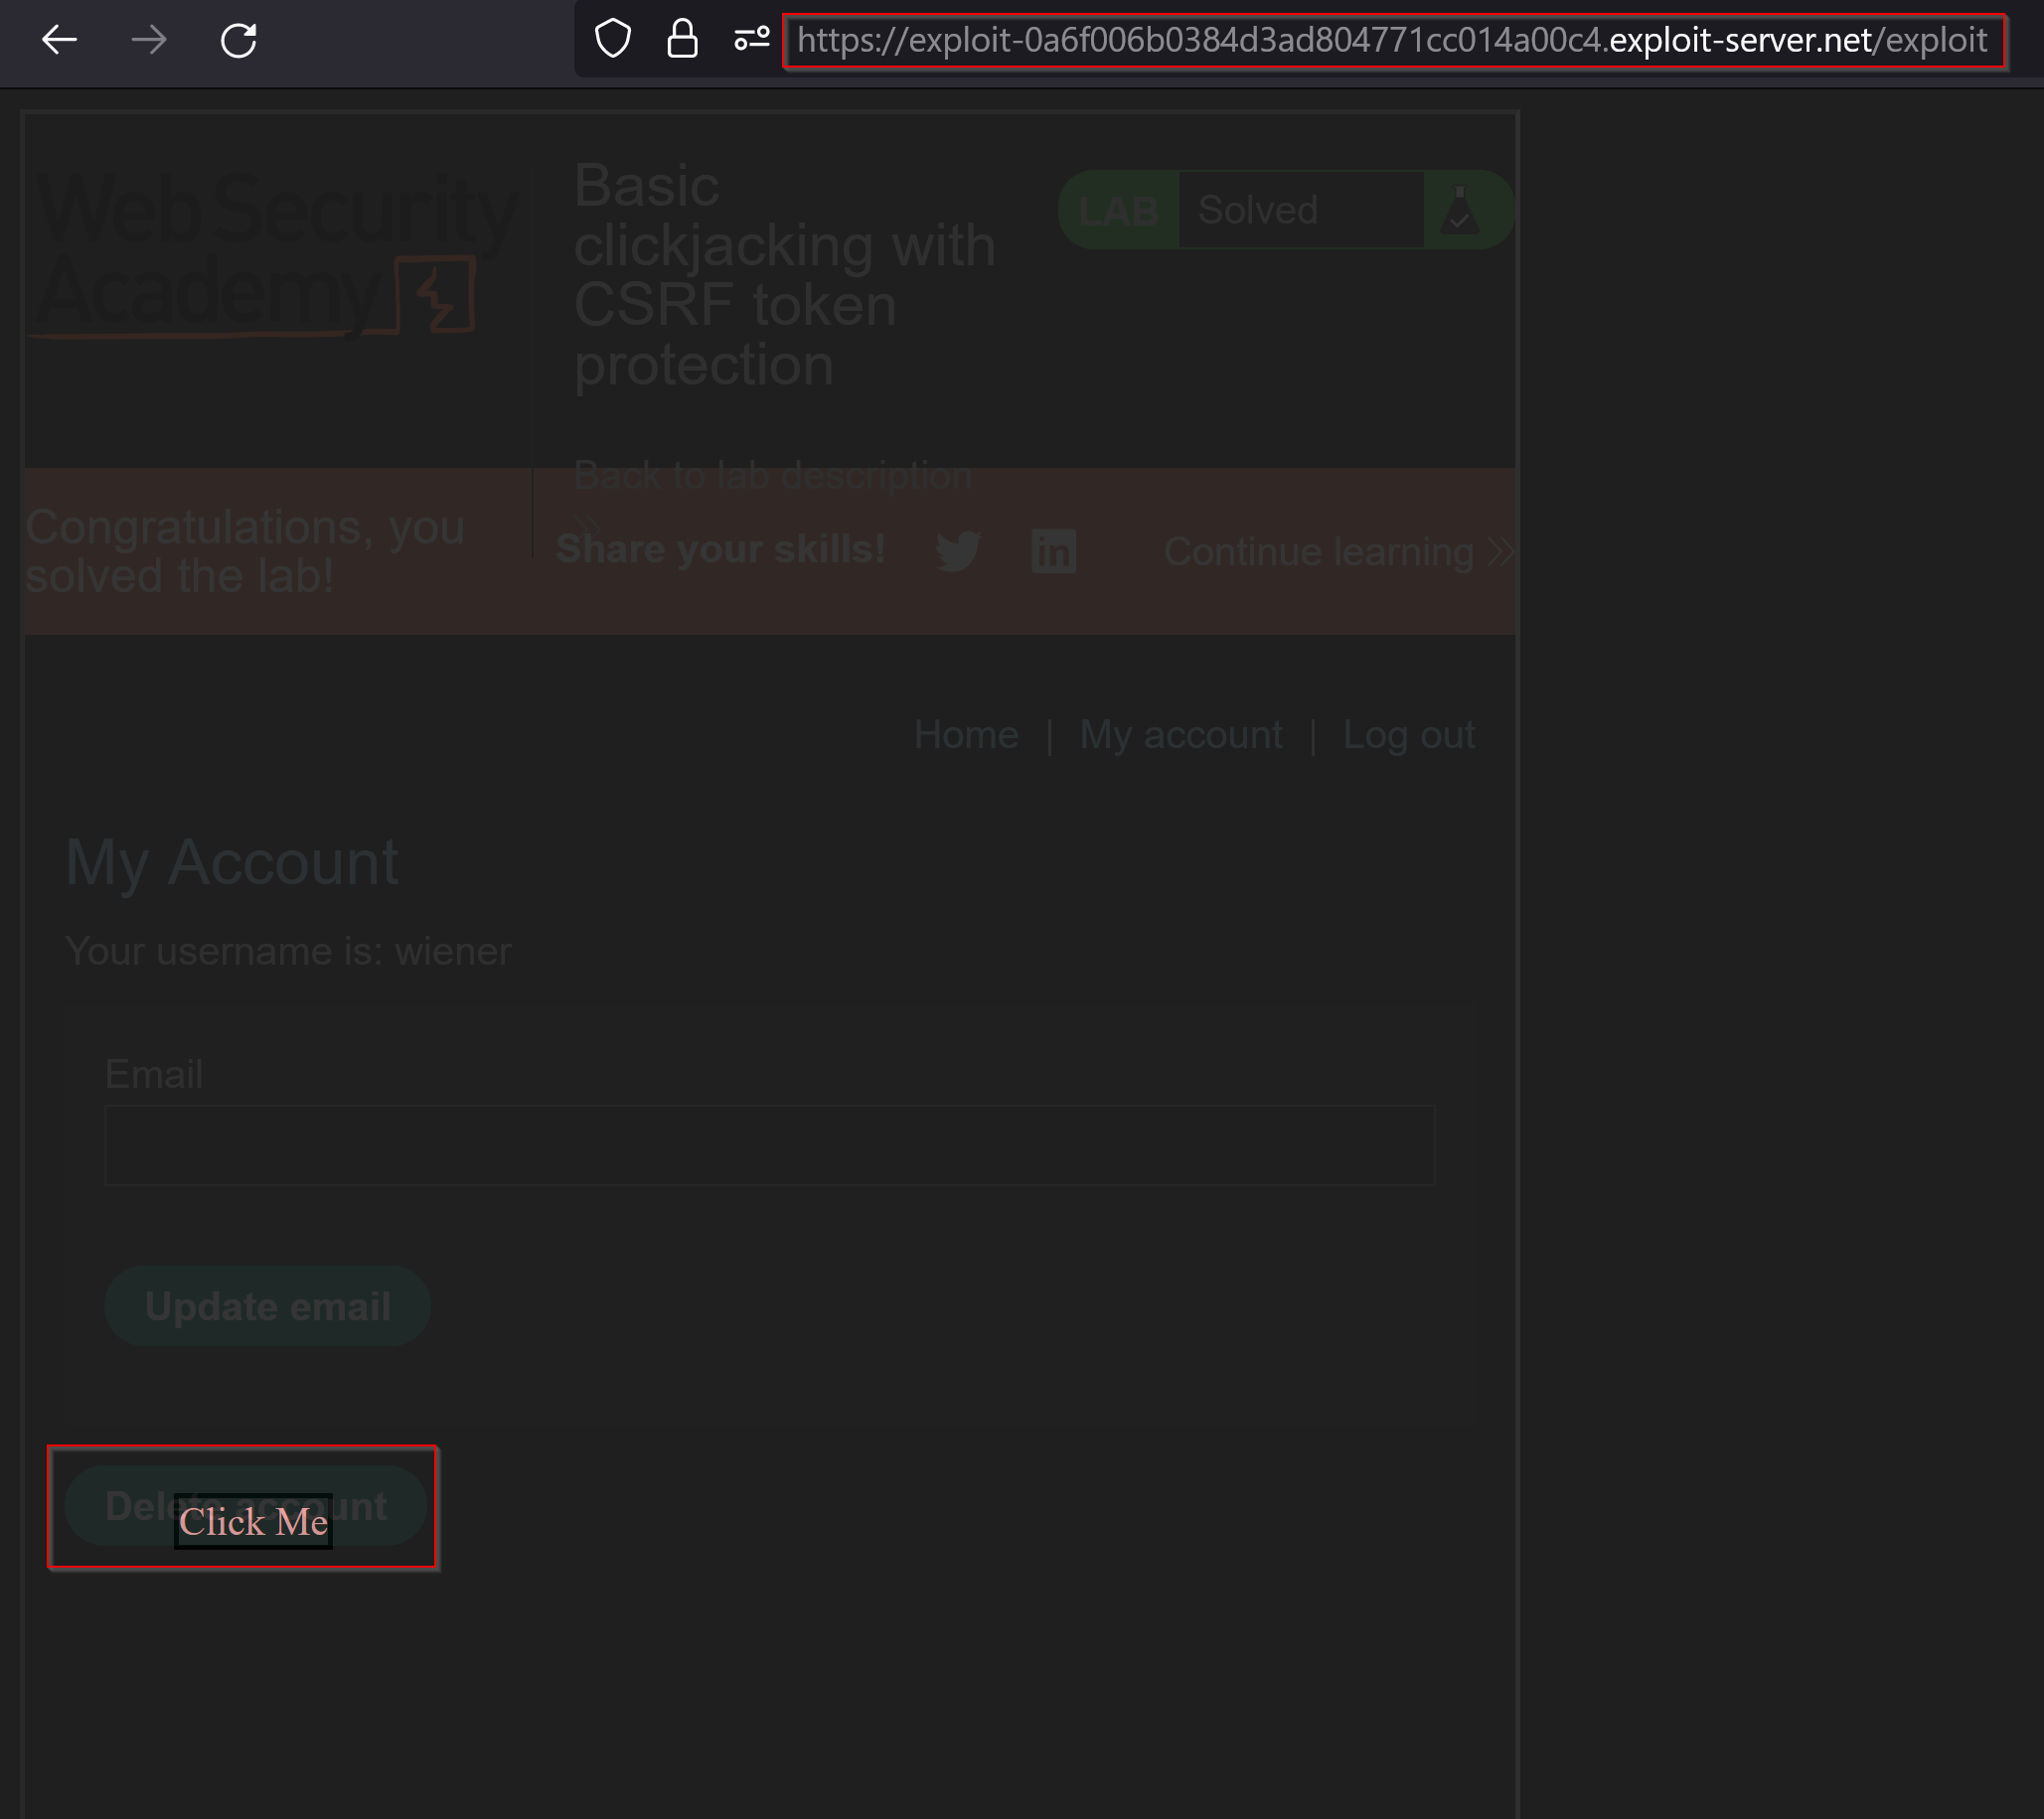 https://exploit-0a6f006b0384d3ad804771cc014a00c4.exploit-server.net/exploit
Web Security
Academy
Basic
clickjacking with
CSRF token
protection
LAB Solved
Back to lab description
Congratulations, you
solved the lab!
Share your skills!
Continue learning
Home | My account | Log out
My Account
Your username is: wiener
Email
Update email
Delete account
Click Me